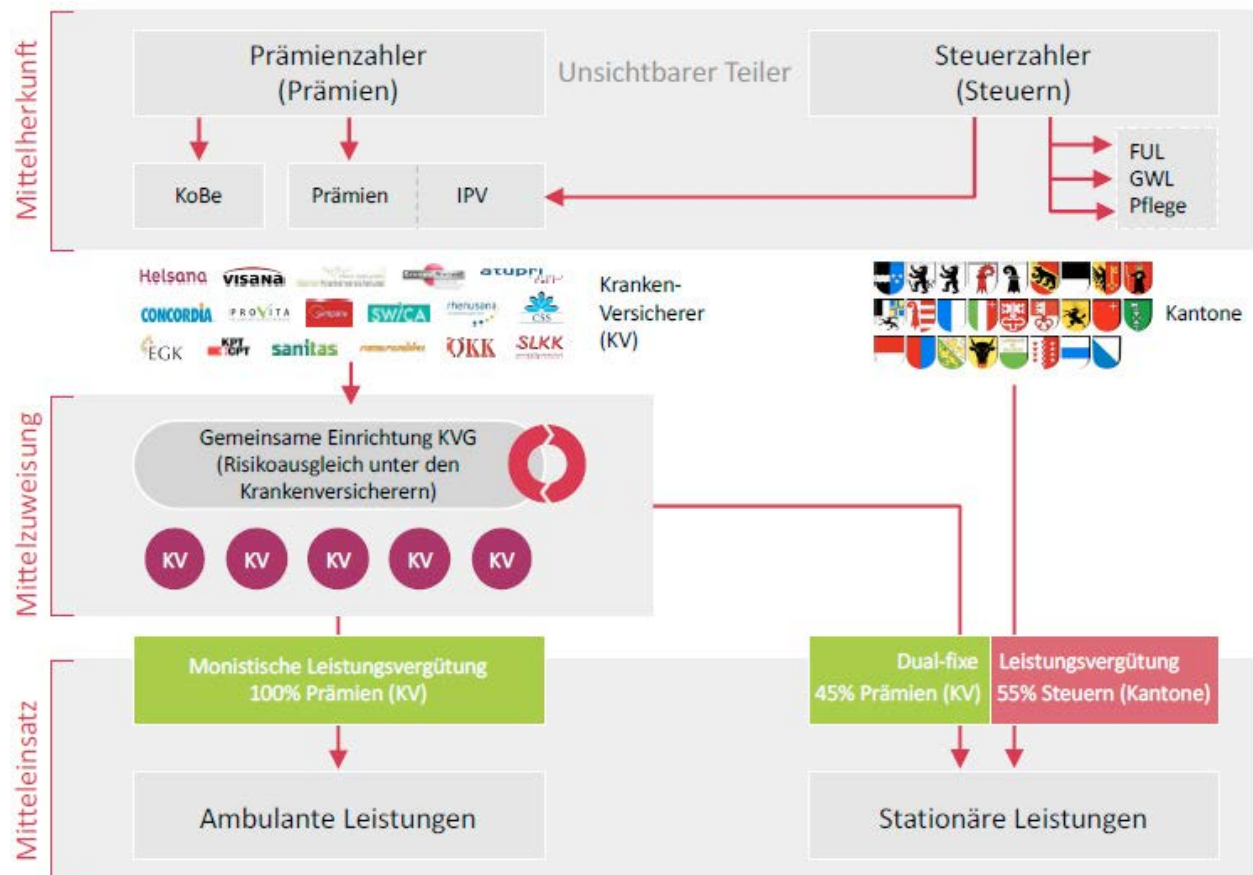 Mittelherkunft
Prämienzahler
(Prämien)
Unsichtbarer Teiler
Steuerzahler
(Steuern)
KoBe
Prämien
IPV
FUL
GWL
Pflege
Helsana
visana
atupri
CONCORDIA
PROVITA
SWICA
rhenusana
CSS
EGK
KPT
CPT
sanitas
ÖKK
SLKK
Kranken-
Versicherer
(KV)
Kantone
Mittelzuweisung
Gemeinsame Einrichtung KVG
(Risikoausgleich unter den
Krankenversicherern)
KV
KV
KV
KV
KV
Mitteleinsatz
Monistische Leistungsvergütung
100% Prämien (KV)
Dual-fixe
45% Prämien (KV)
Leistungsvergütung
55% Steuern (Kantone)
Ambulante Leistungen
Stationäre Leistungen